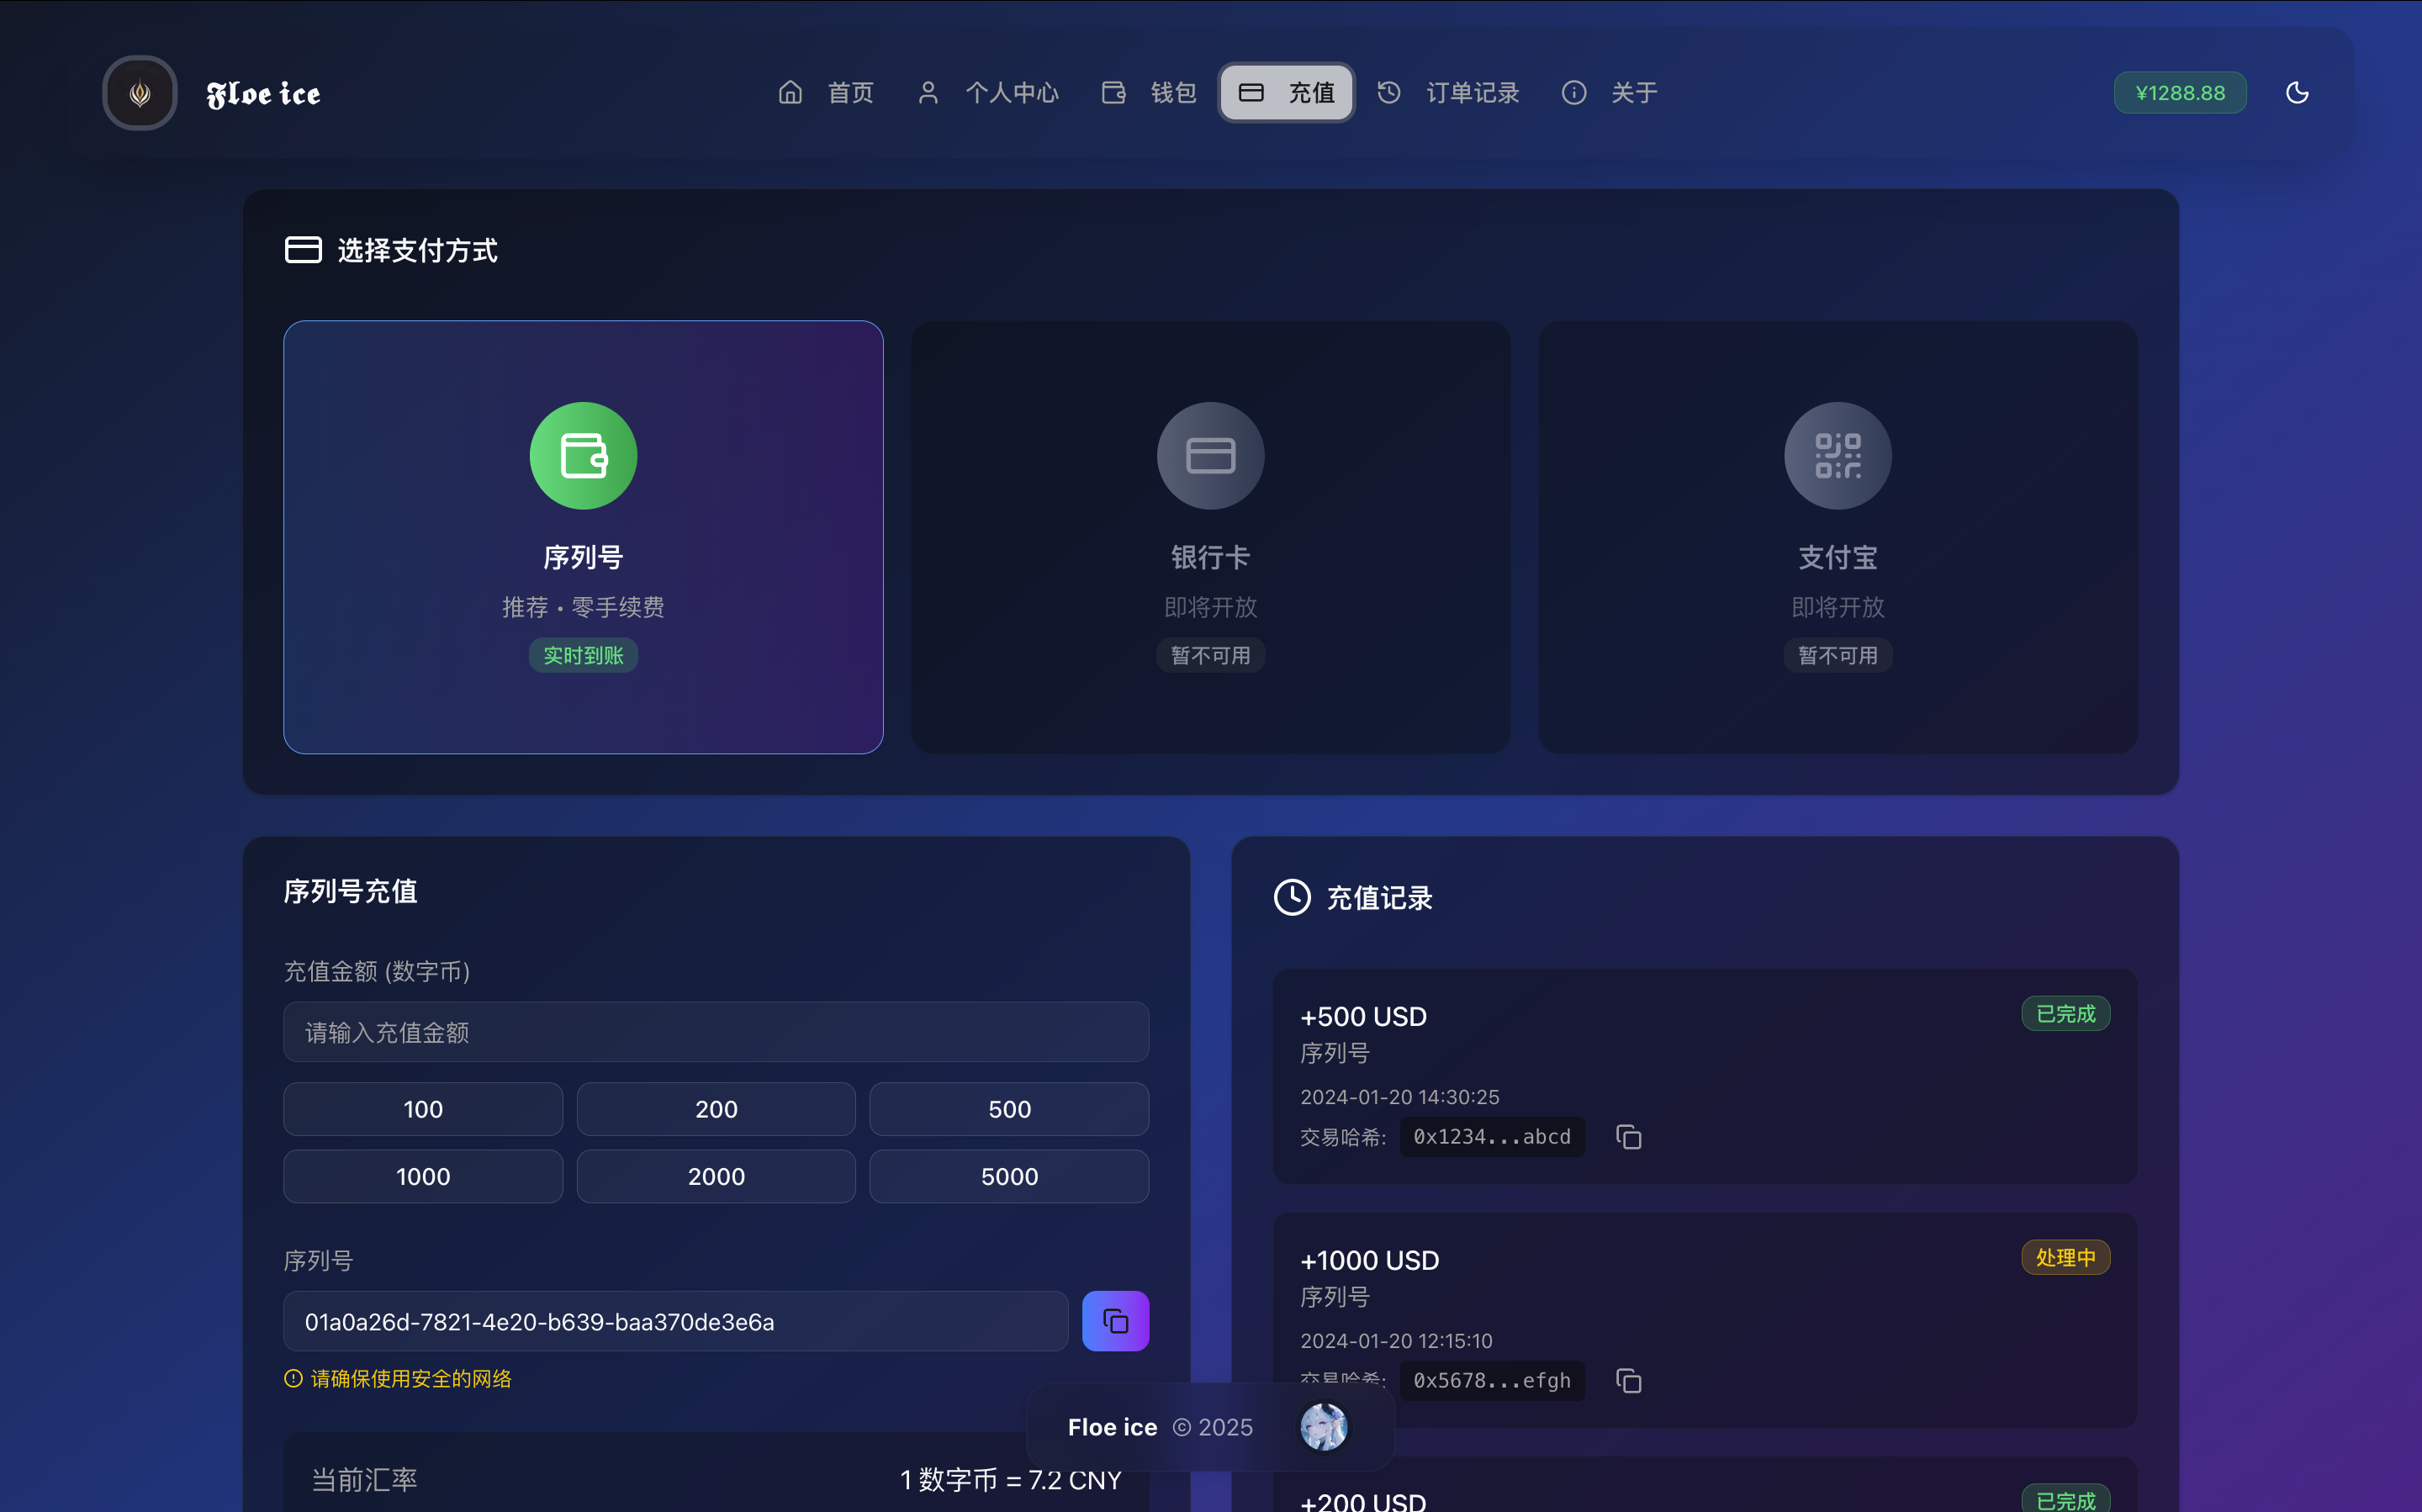 Floe ice
首页
个人中心
钱包
充值
订单记录
关于
¥1288.88
选择支付方式
序列号
推荐 • 零手续费
实时到账
银行卡
即将开放
暂不可用
支付宝
即将开放
暂不可用
序列号充值
充值金额 (数字币)
请输入充值金额
100
200
500
1000
2000
5000
序列号
01a0a26d-7821-4e20-b639-baa370de3e6a
请确保使用安全的网络
当前汇率
1 数字币 = 7.2 CNY
充值记录
+500 USD
已完成
序列号
2024-01-20 14:30:25
交易哈希: 0x1234...abcd
+1000 USD
处理中
序列号
2024-01-20 12:15:10
交易哈希: 0x5678...efgh
+200 USD
已完成
Floe ice © 2025